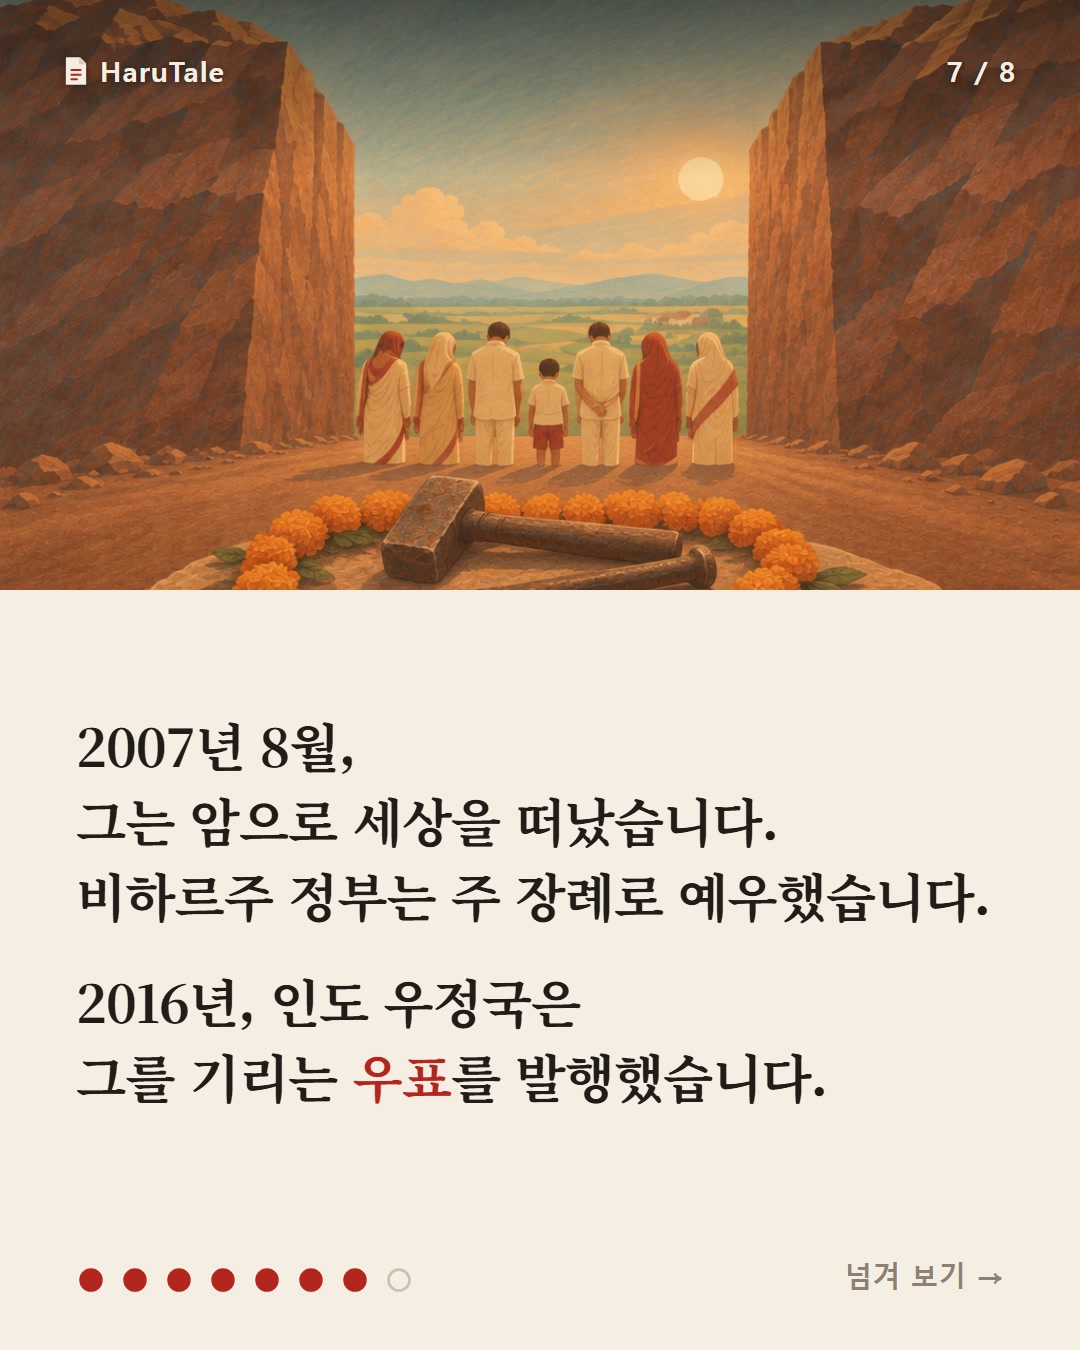 HaruTale
7 / 8
2007년 8월,
그는 암으로 세상을 떠났습니다.
비하르주 정부는 주 장례로 예우했습니다.
2016년, 인도 우정국은
그를 기리는 우표를 발행했습니다.
넘겨 보기 →